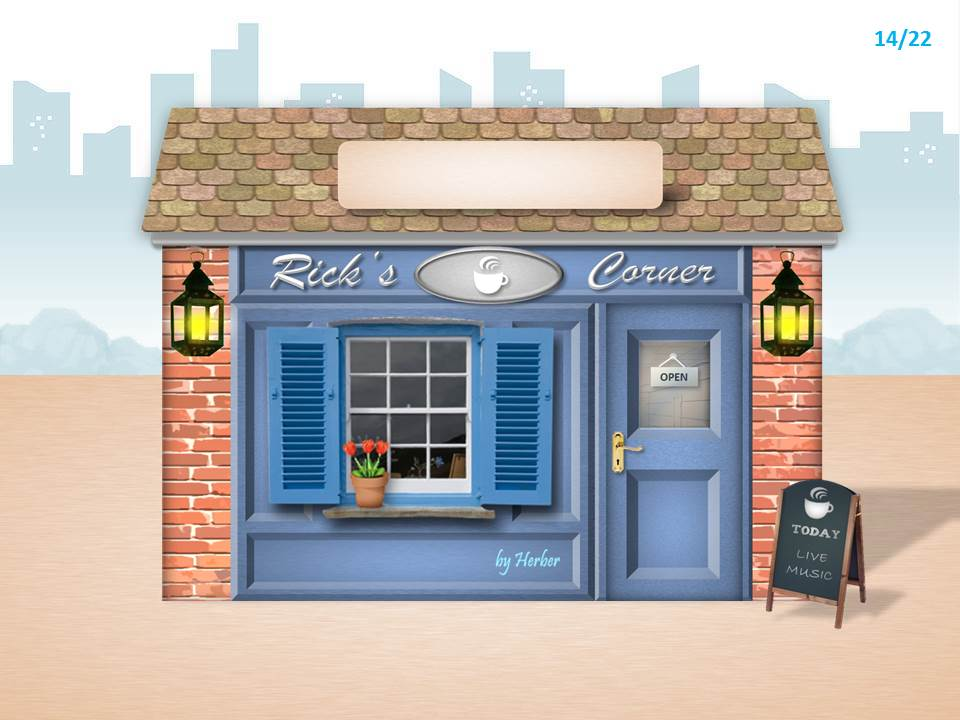 14/22
Rick's Corner
OPEN
by Herber
TODAY
LIVE
MUSIC